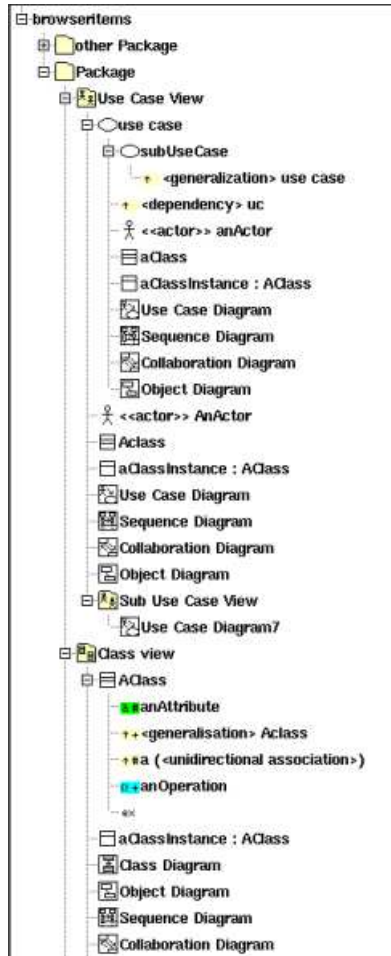 browseritems
other Package
Package
Use Case View
use case
subUseCase
<generalization> use case
<dependency> uc
<<actor>> anActor
aClass
aClassInstance : AClass
Use Case Diagram
Sequence Diagram
Collaboration Diagram
Object Diagram
<<actor>> AnActor
Aclass
aClassInstance : AClass
Use Case Diagram
Sequence Diagram
Collaboration Diagram
Object Diagram
Sub Use Case View
Use Case Diagram7
Class view
AClass
anAttribute
<generalisation> Aclass
a (<unidirectional association>)
anOperation
ex
aClassInstance : AClass
Class Diagram
Object Diagram
Sequence Diagram
Collaboration Diagram